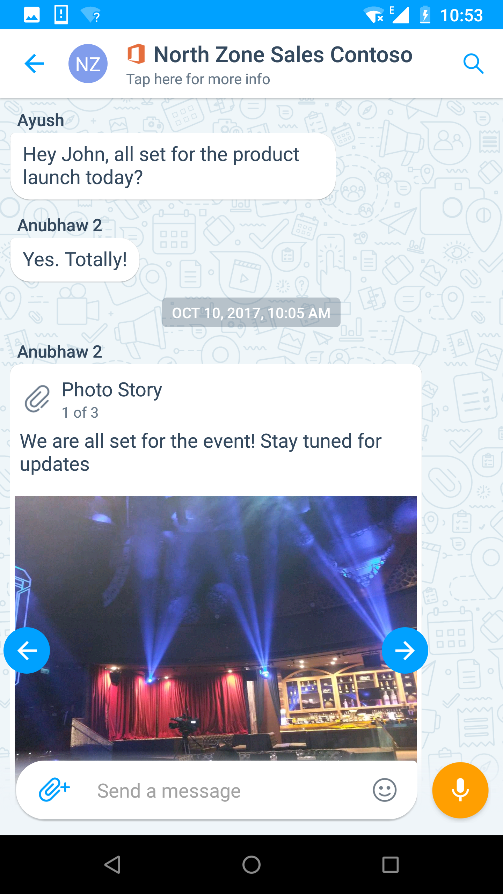 E
10:53
NZ
North Zone Sales Contoso
Tap here for more info
Ayush
Hey John, all set for the product
launch today?
Anubhaw 2
Yes. Totally!
OCT 10, 2017, 10:05 AM
Anubhaw 2
Photo Story
1 of 3
We are all set for the event! Stay tuned for
updates
Send a message